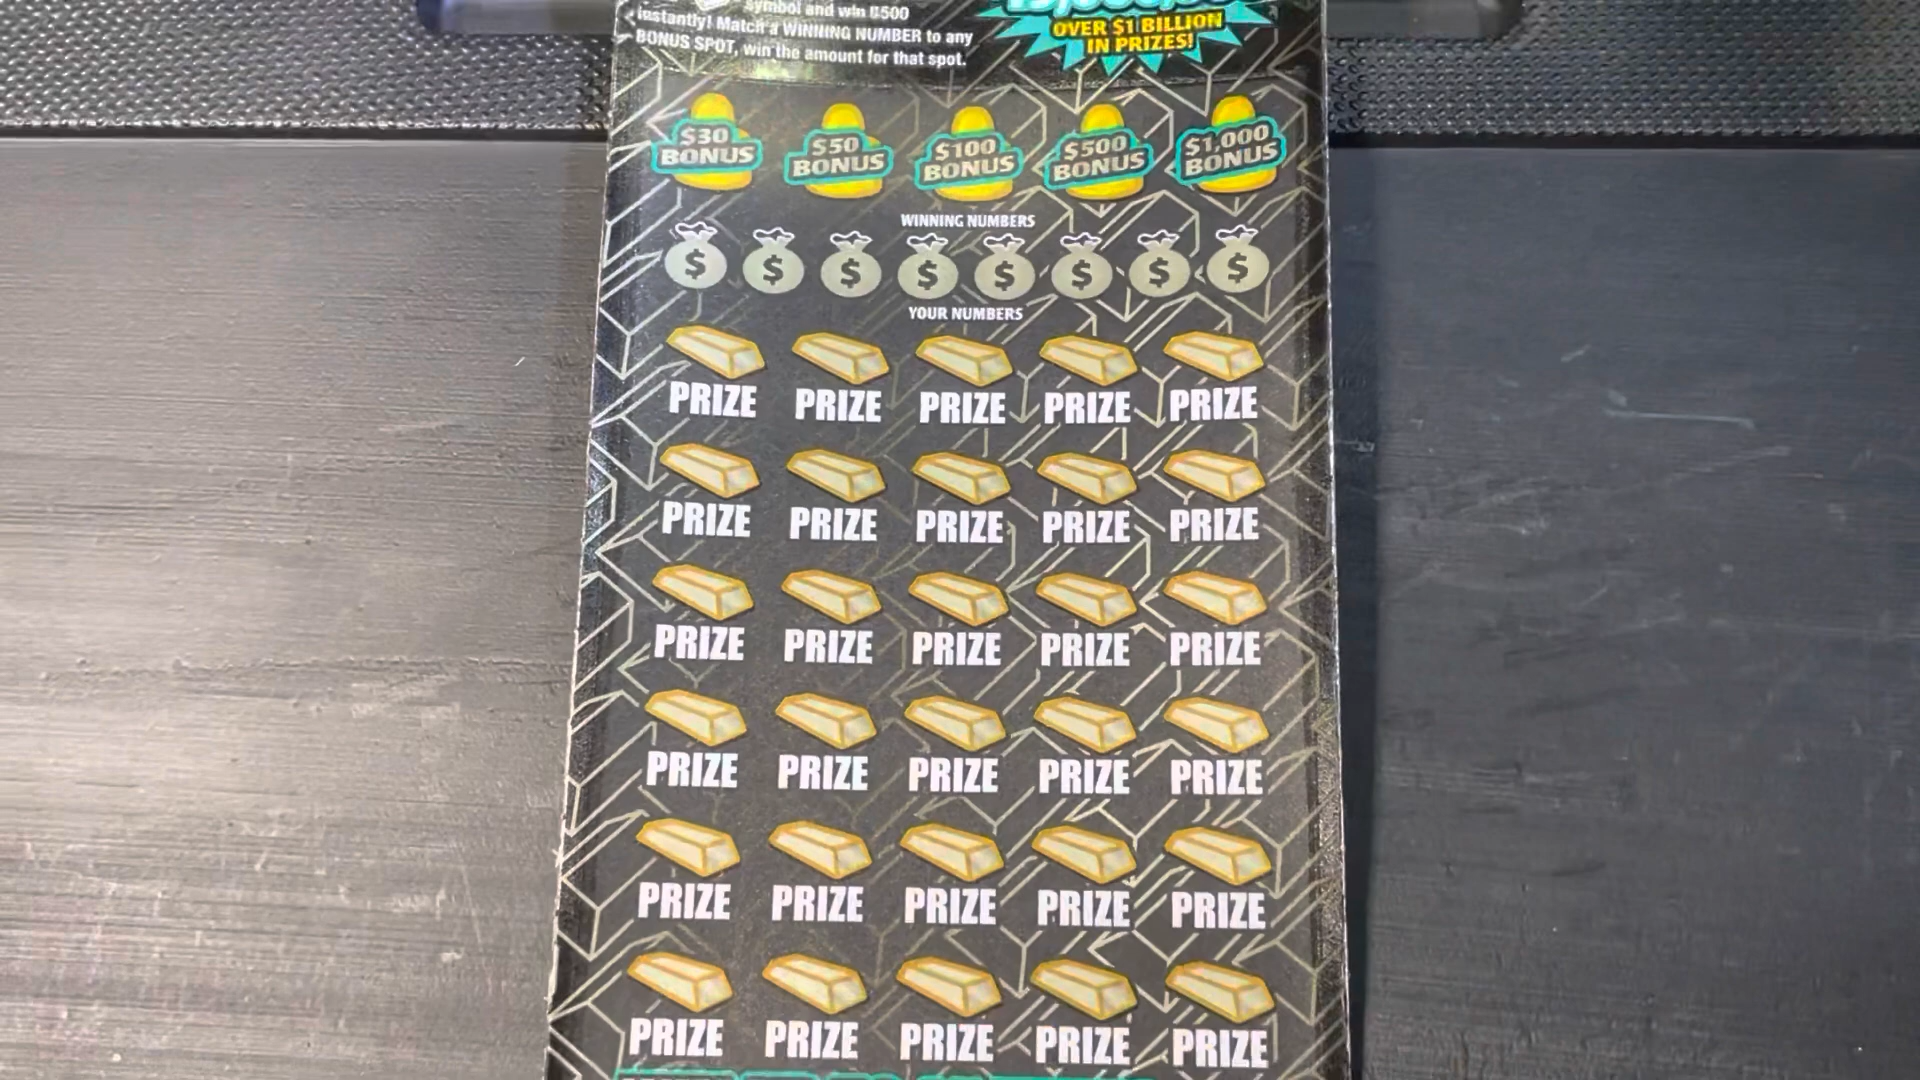 symbol and win $500
instantly! Match a WINNING NUMBER to any
BONUS SPOT, win the amount for that spot.
OVER $1 BILLION
IN PRIZES!
$30 BONUS
$50 BONUS
$100 BONUS
$500 BONUS
$1,000 BONUS
WINNING NUMBERS
$ $ $ $ $ $ $ $
YOUR NUMBERS
PRIZE PRIZE PRIZE PRIZE PRIZE
PRIZE PRIZE PRIZE PRIZE PRIZE
PRIZE PRIZE PRIZE PRIZE PRIZE
PRIZE PRIZE PRIZE PRIZE PRIZE
PRIZE PRIZE PRIZE PRIZE PRIZE
PRIZE PRIZE PRIZE PRIZE PRIZE